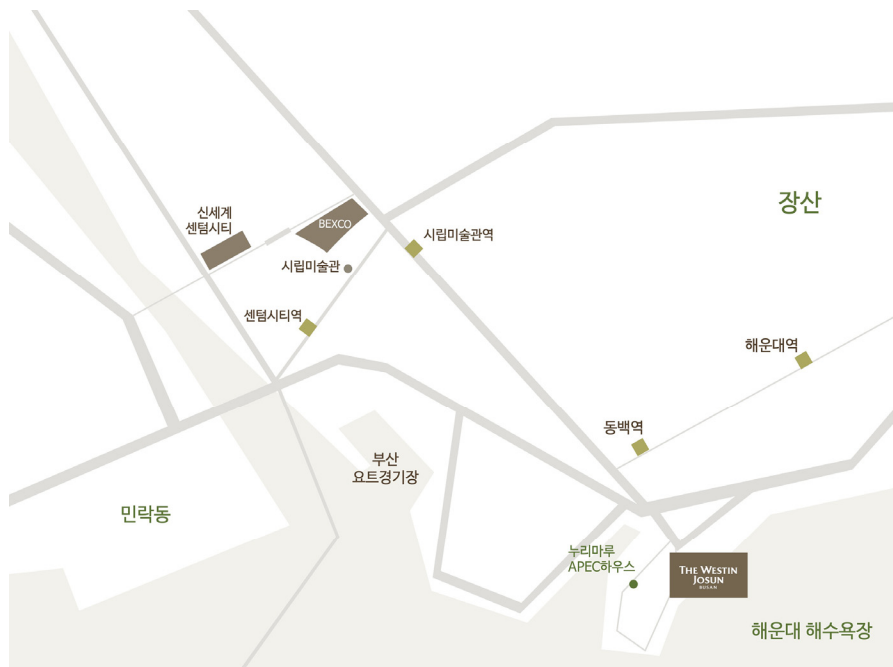 장산
신세계
센텀시티
BEXCO
시립미술관역
시립미술관
센텀시티역
해운대역
동백역
부산
요트경기장
민락동
누리마루
APEC하우스
THE WESTIN
JOSUN
BUSAN
해운대 해수욕장